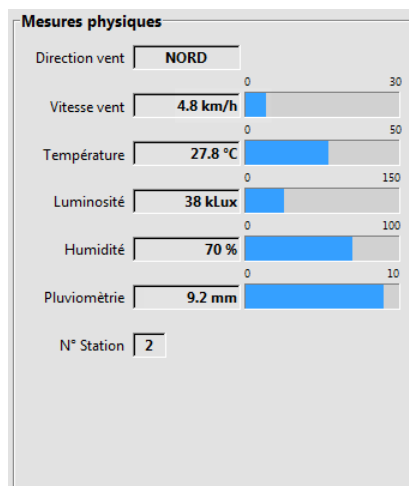 Mesures physiques
Direction vent NORD
0 30
Vitesse vent 4.8 km/h
0 50
Température 27.8 °C
0 150
Luminosité 38 kLux
0 100
Humidité 70 %
0 10
Pluviomètrie 9.2 mm
N° Station 2